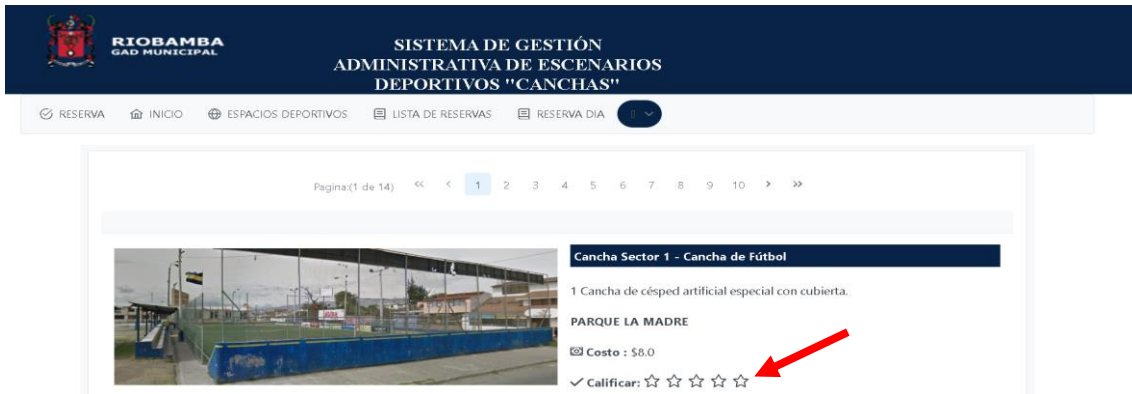 RIOBAMBA
GAD MUNICIPAL
SISTEMA DE GESTIÓN
ADMINISTRATIVA DE ESCENARIOS
DEPORTIVOS "CANCHAS"
RESERVA INICIO ESPACIOS DEPORTIVOS LISTA DE RESERVAS RESERVA DIA
Pagina:(1 de 14) << < 1 2 3 4 5 6 7 8 9 10 > >>
Cancha Sector 1 - Cancha de Fútbol
1 Cancha de césped artificial especial con cubierta.
PARQUE LA MADRE
Costo : $8.0
Calificar: